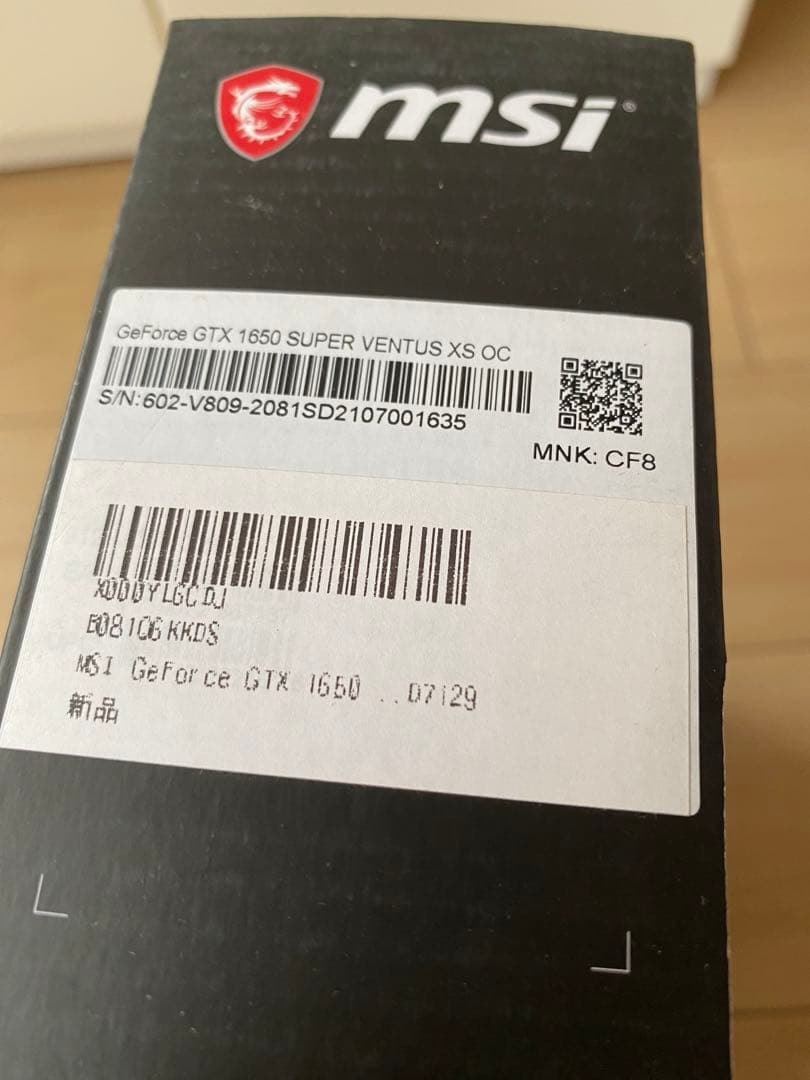 msi
GeForce GTX 1650 SUPER VENTUS XS OC
S/N:602-V809-2081SD2107001635
MNK: CF8
X000YLGCDJ
B081C6KKDS
MSI GeForce GTX 1650 ..D7129
新品